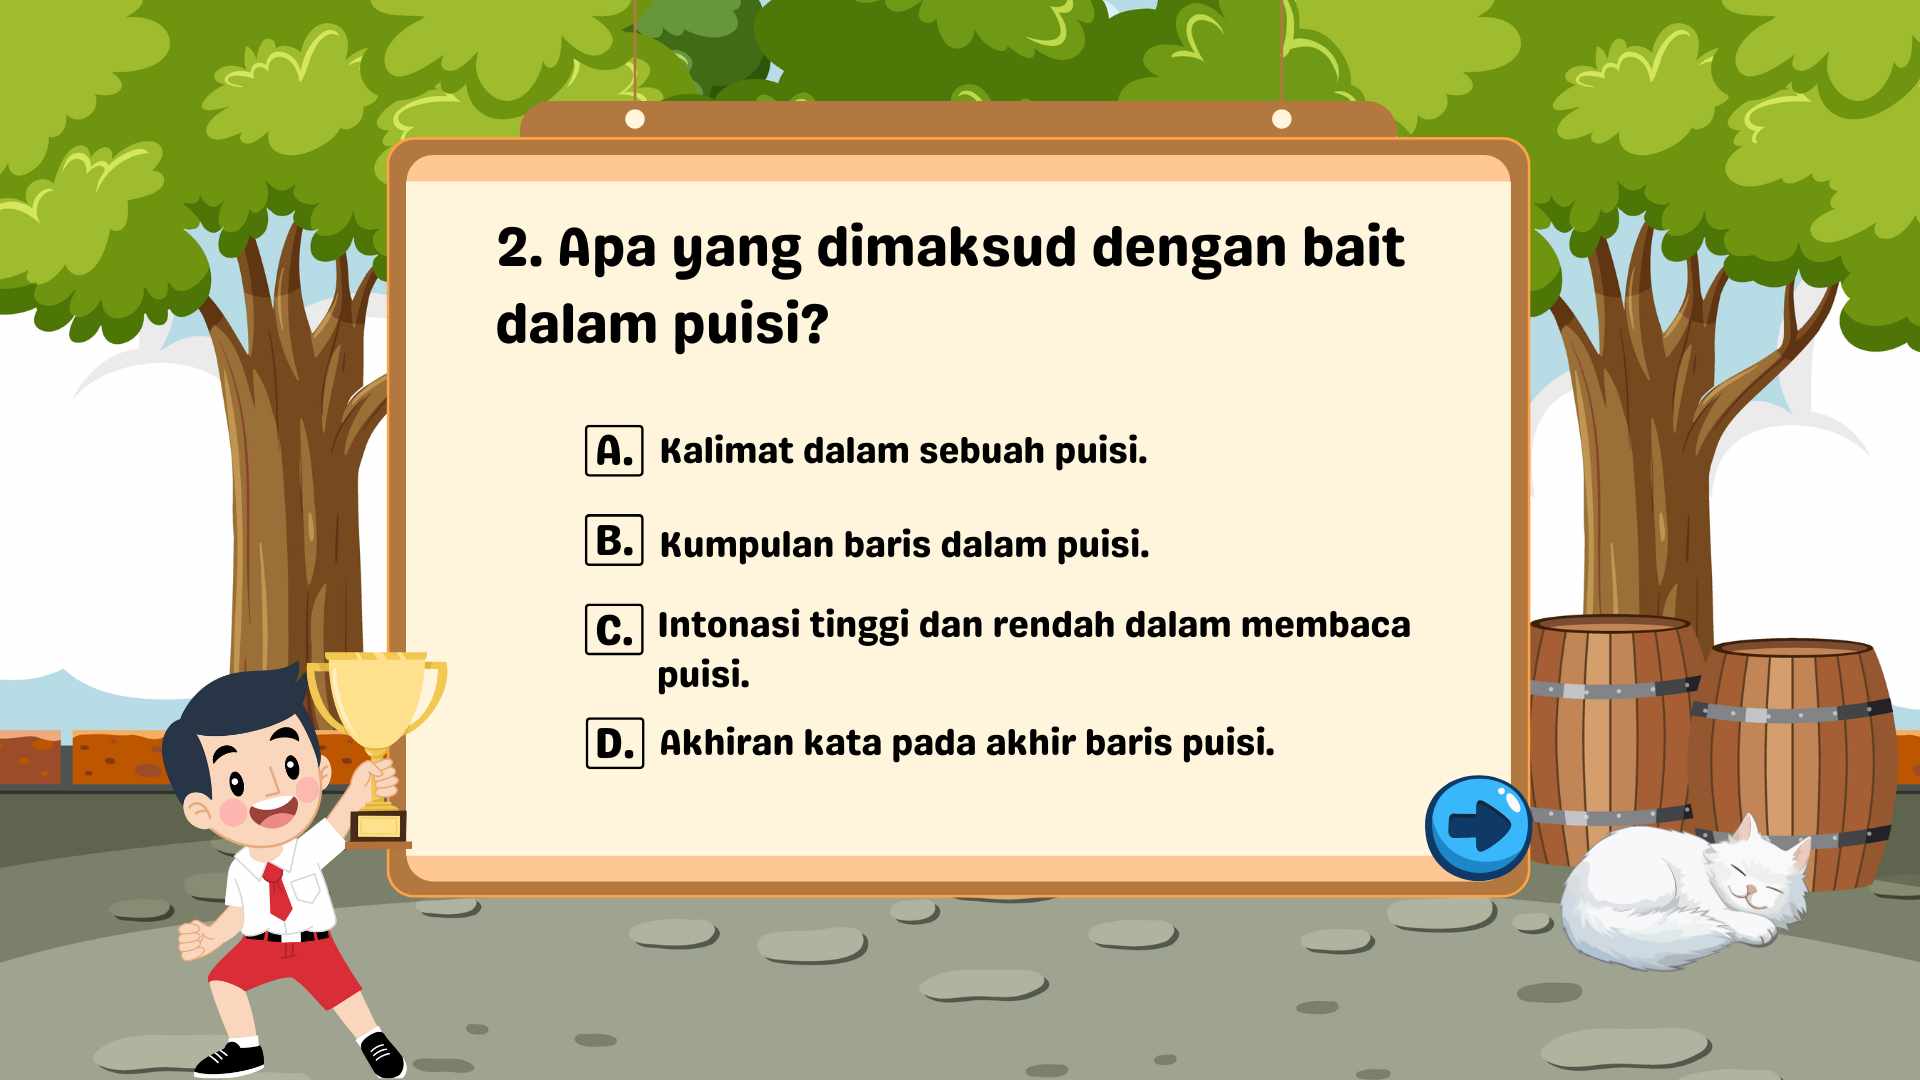 2. Apa yang dimaksud dengan bait
dalam puisi?
A. Kalimat dalam sebuah puisi.
B. Kumpulan baris dalam puisi.
C. Intonasi tinggi dan rendah dalam membaca
puisi.
D. Akhiran kata pada akhir baris puisi.